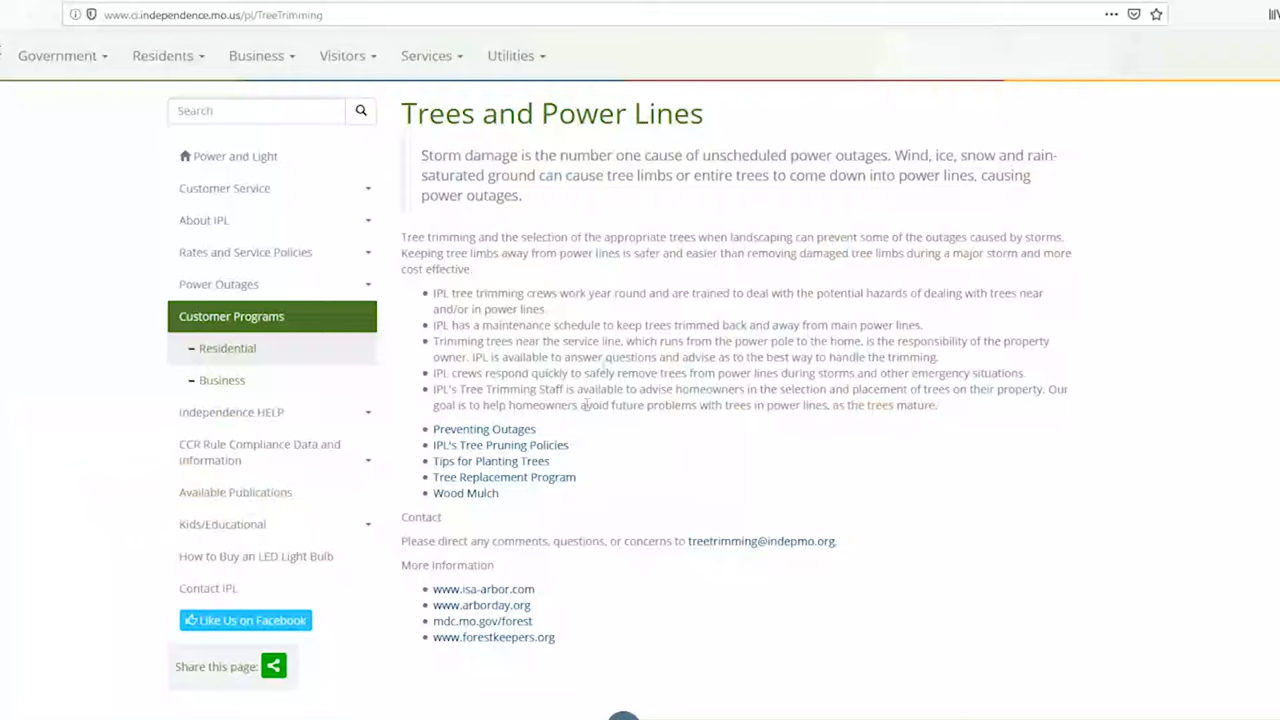 www.ci.independence.mo.us/pl/TreeTrimming
Government Residents Business Visitors Services Utilities
Search
Power and Light
Customer Service
About IPL
Rates and Service Policies
Power Outages
Customer Programs
Residential
Business
Independence HELP
CCR Rule Compliance Data and
Information
Available Publications
Kids/Educational
How to Buy an LED Light Bulb
Contact IPL
Like Us on Facebook
Share this page:
Trees and Power Lines
Storm damage is the number one cause of unscheduled power outages. Wind, ice, snow and rain-
saturated ground can cause tree limbs or entire trees to come down into power lines, causing
power outages.
Tree trimming and the selection of the appropriate trees when landscaping can prevent some of the outages caused by storms.
Keeping tree limbs away from power lines is safer and easier than removing damaged tree limbs during a major storm and more
cost effective.
IPL tree trimming crews work year round and are trained to deal with the potential hazards of dealing with trees near
and/or in power lines.
IPL has a maintenance schedule to keep trees trimmed back and away from main power lines.
Trimming trees near the service line, which runs from the power pole to the home, is the responsibility of the property
owner. IPL is available to answer questions and advise as to the best way to handle the trimming.
IPL crews respond quickly to safely remove trees from power lines during storms and other emergency situations.
IPL's Tree Trimming Staff is available to advise homeowners in the selection and placement of trees on their property. Our
goal is to help homeowners avoid future problems with trees in power lines, as the trees mature.
Preventing Outages
IPL's Tree Pruning Policies
Tips for Planting Trees
Tree Replacement Program
Wood Mulch
Contact
Please direct any comments, questions, or concerns to treetrimming@indepmo.org.
More information
www.isa-arbor.com
www.arborday.org
mdc.mo.gov/forest
www.forestkeepers.org